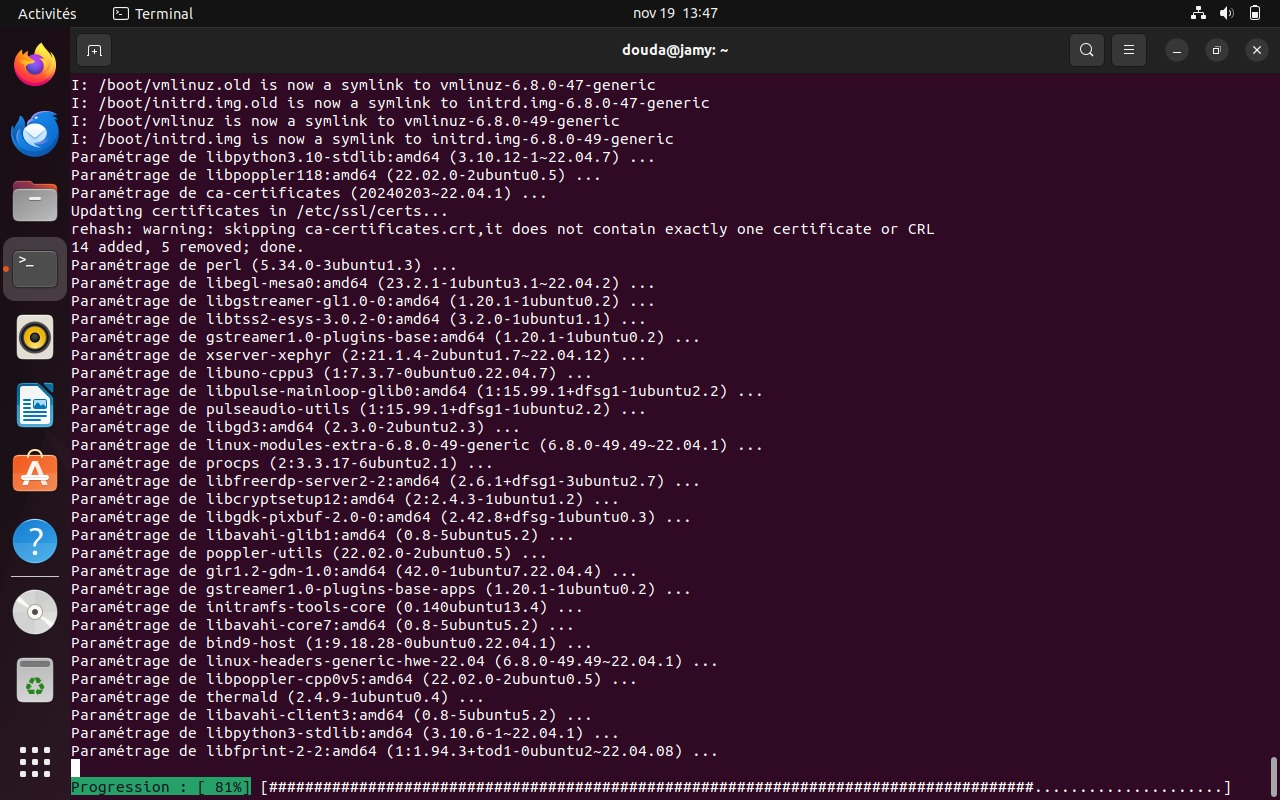 Activités
Terminal
nov 19 13:47
douda@jamy: ~
I: /boot/vmlinuz.old is now a symlink to vmlinuz-6.8.0-47-generic
I: /boot/initrd.img.old is now a symlink to initrd.img-6.8.0-47-generic
I: /boot/vmlinuz is now a symlink to vmlinuz-6.8.0-49-generic
I: /boot/initrd.img is now a symlink to initrd.img-6.8.0-49-generic
Paramétrage de libpython3.10-stdlib:amd64 (3.10.12-1~22.04.7) ...
Paramétrage de libpoppler118:amd64 (22.02.0-2ubuntu0.5) ...
Paramétrage de ca-certificates (20240203~22.04.1) ...
Updating certificates in /etc/ssl/certs...
rehash: warning: skipping ca-certificates.crt,it does not contain exactly one certificate or CRL
14 added, 5 removed; done.
Paramétrage de perl (5.34.0-3ubuntu1.3) ...
Paramétrage de libegl-mesa0:amd64 (23.2.1-1ubuntu3.1~22.04.2) ...
Paramétrage de libgstreamer-gl1.0-0:amd64 (1.20.1-1ubuntu0.2) ...
Paramétrage de libtss2-esys-3.0.2-0:amd64 (3.2.0-1ubuntu1.1) ...
Paramétrage de gstreamer1.0-plugins-base:amd64 (1.20.1-1ubuntu0.2) ...
Paramétrage de xserver-xephyr (2:21.1.4-2ubuntu1.7~22.04.12) ...
Paramétrage de libuno-cppu3 (1:7.3.7-0ubuntu0.22.04.7) ...
Paramétrage de libpulse-mainloop-glib0:amd64 (1:15.99.1+dfsg1-1ubuntu2.2) ...
Paramétrage de pulseaudio-utils (1:15.99.1+dfsg1-1ubuntu2.2) ...
Paramétrage de libgd3:amd64 (2.3.0-2ubuntu2.3) ...
Paramétrage de linux-modules-extra-6.8.0-49-generic (6.8.0-49.49~22.04.1) ...
Paramétrage de procps (2:3.3.17-6ubuntu2.1) ...
Paramétrage de libfreerdp-server2-2:amd64 (2.6.1+dfsg1-3ubuntu2.7) ...
Paramétrage de libcryptsetup12:amd64 (2:2.4.3-1ubuntu1.2) ...
Paramétrage de libgdk-pixbuf-2.0-0:amd64 (2.42.8+dfsg-1ubuntu0.3) ...
Paramétrage de libavahi-glib1:amd64 (0.8-5ubuntu5.2) ...
Paramétrage de poppler-utils (22.02.0-2ubuntu0.5) ...
Paramétrage de gir1.2-gdm-1.0:amd64 (42.0-1ubuntu7.22.04.4) ...
Paramétrage de gstreamer1.0-plugins-base-apps (1.20.1-1ubuntu0.2) ...
Paramétrage de initramfs-tools-core (0.140ubuntu13.4) ...
Paramétrage de libavahi-core7:amd64 (0.8-5ubuntu5.2) ...
Paramétrage de bind9-host (1:9.18.28-0ubuntu0.22.04.1) ...
Paramétrage de linux-headers-generic-hwe-22.04 (6.8.0-49.49~22.04.1) ...
Paramétrage de libpoppler-cpp0v5:amd64 (22.02.0-2ubuntu0.5) ...
Paramétrage de thermald (2.4.9-1ubuntu0.4) ...
Paramétrage de libavahi-client3:amd64 (0.8-5ubuntu5.2) ...
Paramétrage de libpython3-stdlib:amd64 (3.10.6-1~22.04.1) ...
Paramétrage de libfprint-2-2:amd64 (1:1.94.3+tod1-0ubuntu2~22.04.08) ...
Progression : [ 81%] [#####################################################################################.....................]